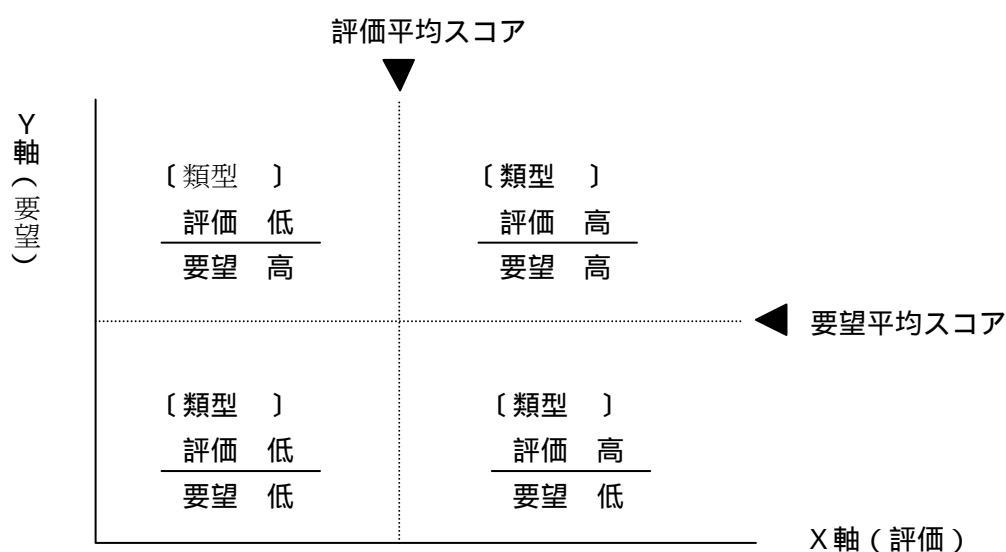 評価平均スコア
Ｙ軸（要望）
〔類型　〕
評価　低
要望　高
〔類型　〕
評価　高
要望　高
要望平均スコア
〔類型　〕
評価　低
要望　低
〔類型　〕
評価　高
要望　低
Ｘ軸（評価）